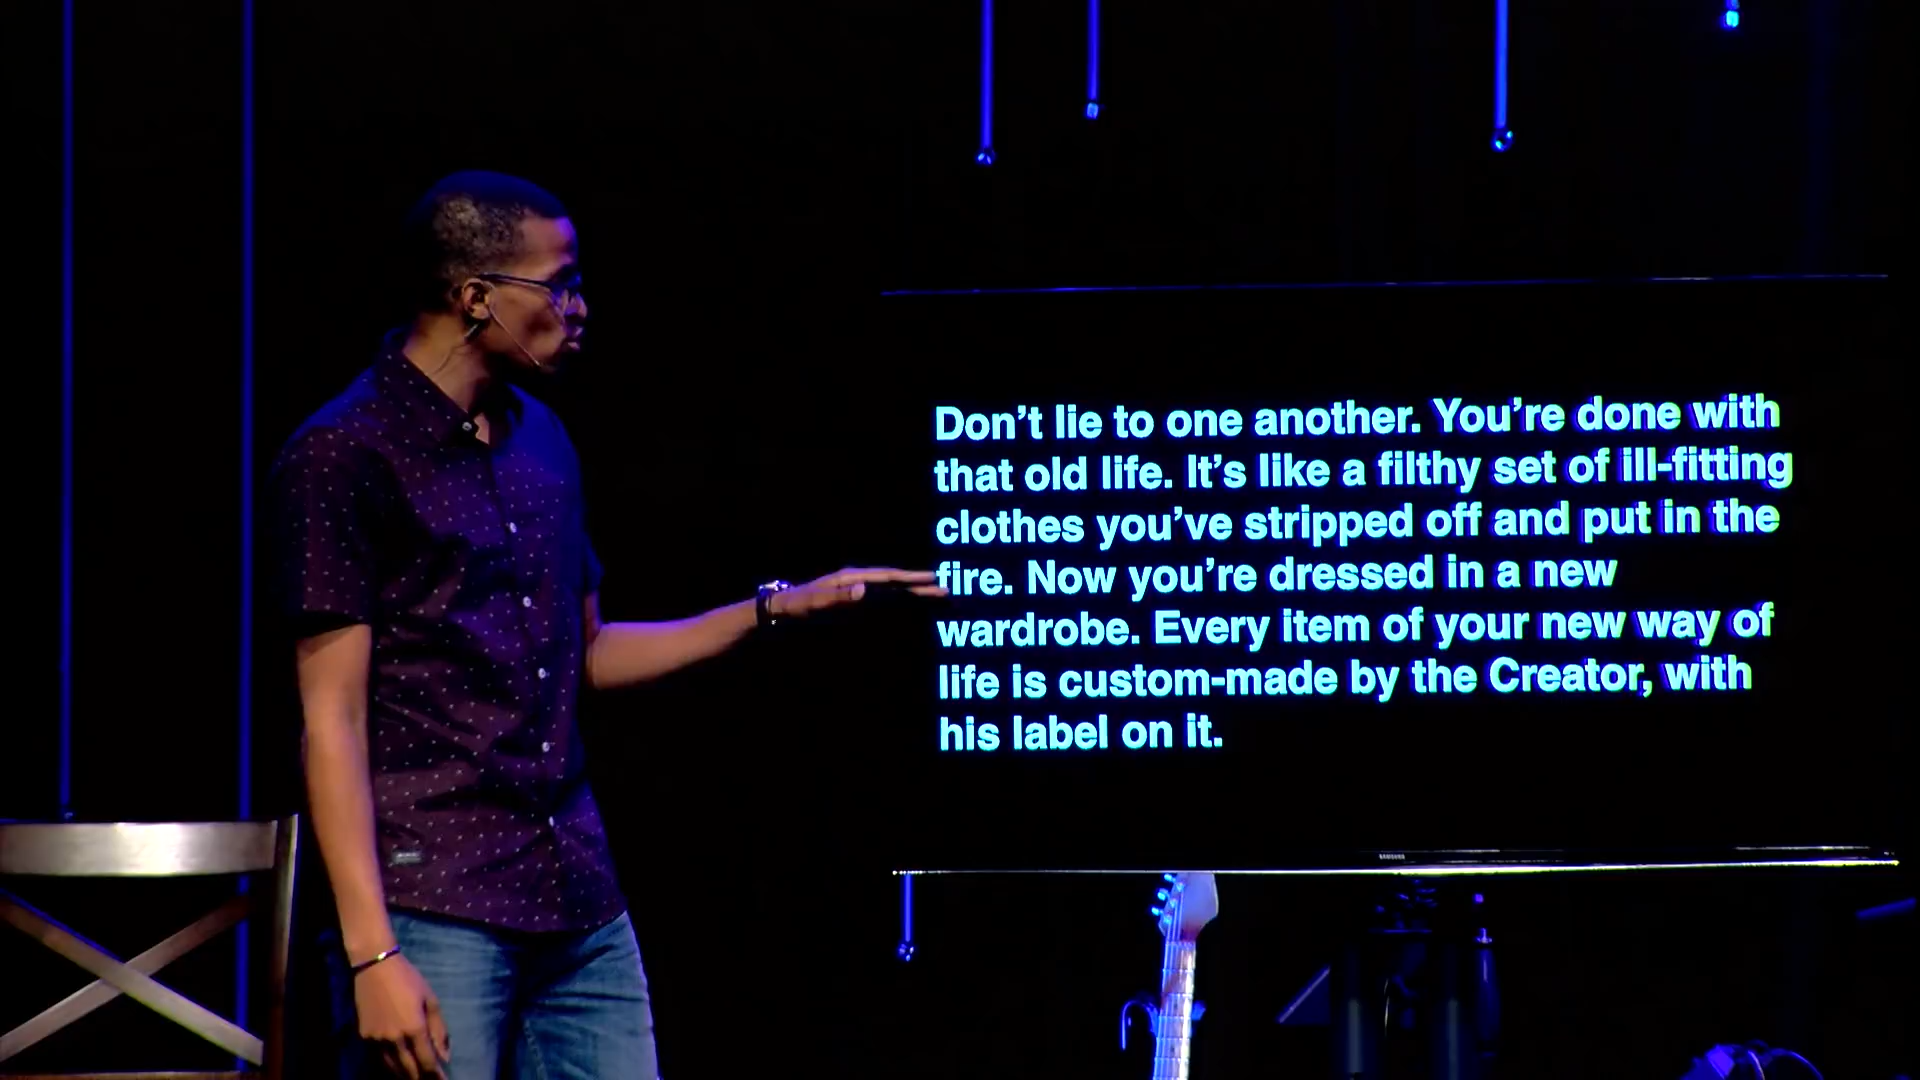 Don’t lie to one another. You’re done with
that old life. It’s like a filthy set of ill-fitting
clothes you’ve stripped off and put in the
fire. Now you’re dressed in a new
wardrobe. Every item of your new way of
life is custom-made by the Creator, with
his label on it.
SAMSUNG